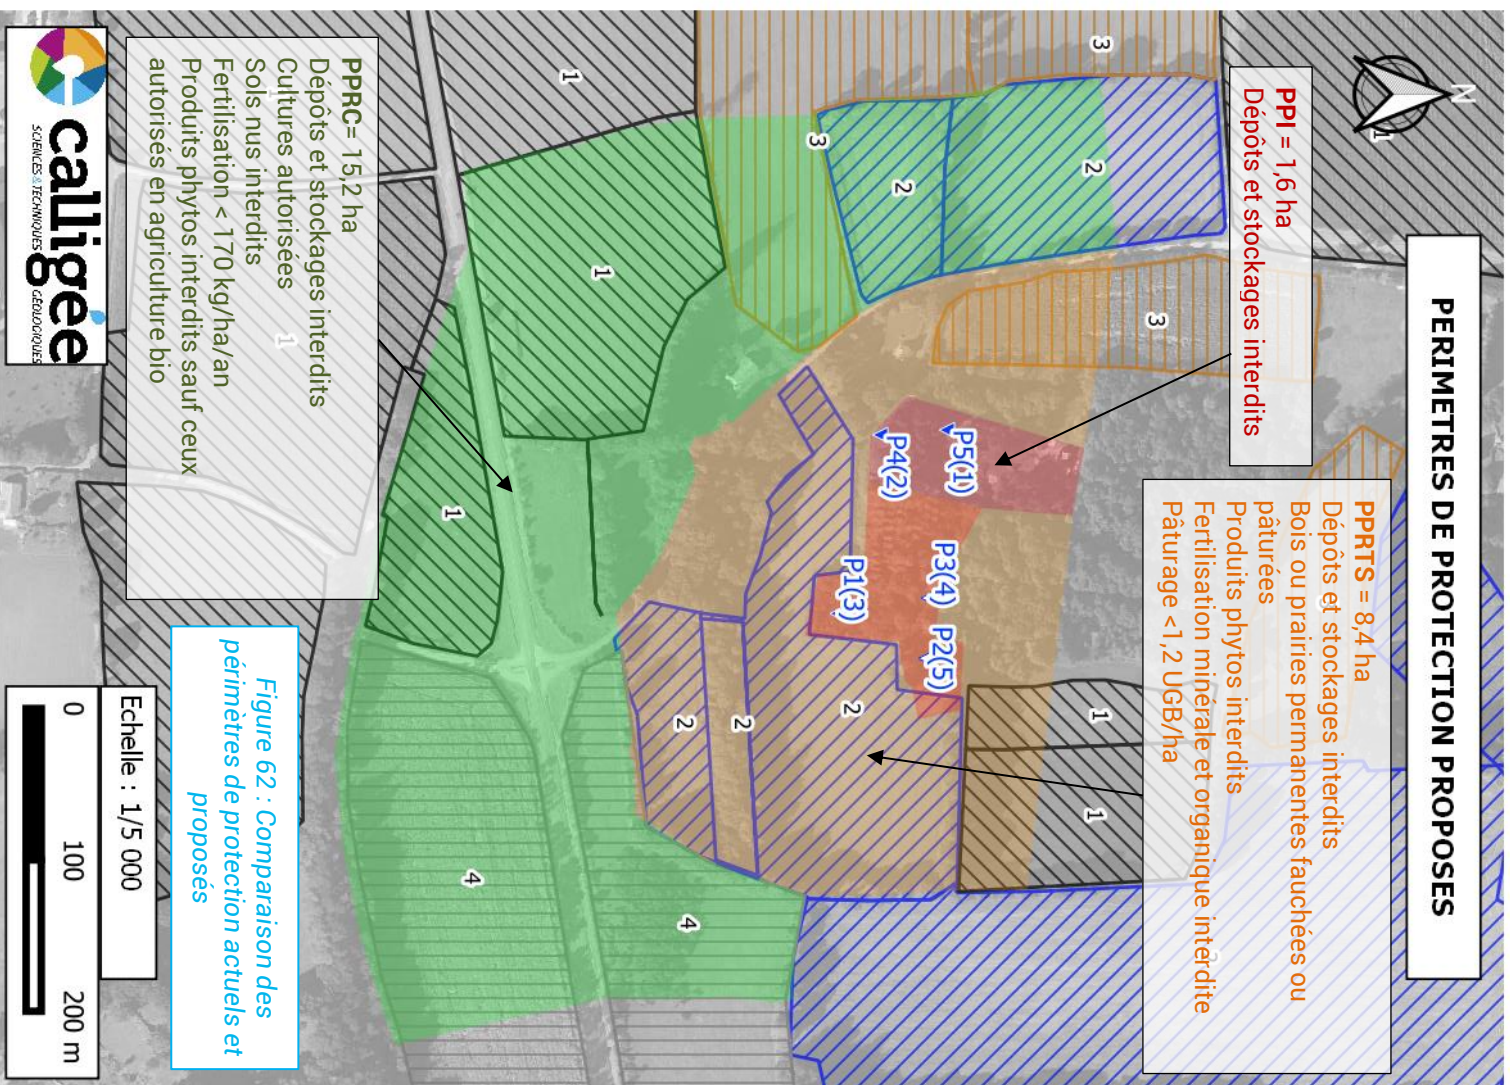 PERIMETRES DE PROTECTION PROPOSES
N
PPI = 1,6 ha
Dépôts et stockages interdits
PPRTS = 8,4 ha
Dépôts et stockages interdits
Bois ou prairies permanentes fauchées ou
pâturées
Produits phytos interdits
Fertilisation minérale et organique interdite
Pâturage <1,2 UGB/ha
PPRC= 15,2 ha
Dépôts et stockages interdits
Cultures autorisées
Sols nus interdits
Fertilisation < 170 kg/ha/an
Produits phytos interdits sauf ceux
autorisés en agriculture bio
P5(1)
P4(2)
P3(4)
P1(3)
P2(5)
1
3
3
2
2
3
1
1
1
1
1
1
1
2
2
2
4
4
calligée
SCIENCES & TECHNIQUES GÉOLOGIQUES
Figure 62 : Comparaison des
périmètres de protection actuels et
proposés
Echelle : 1/5 000
0 100 200 m